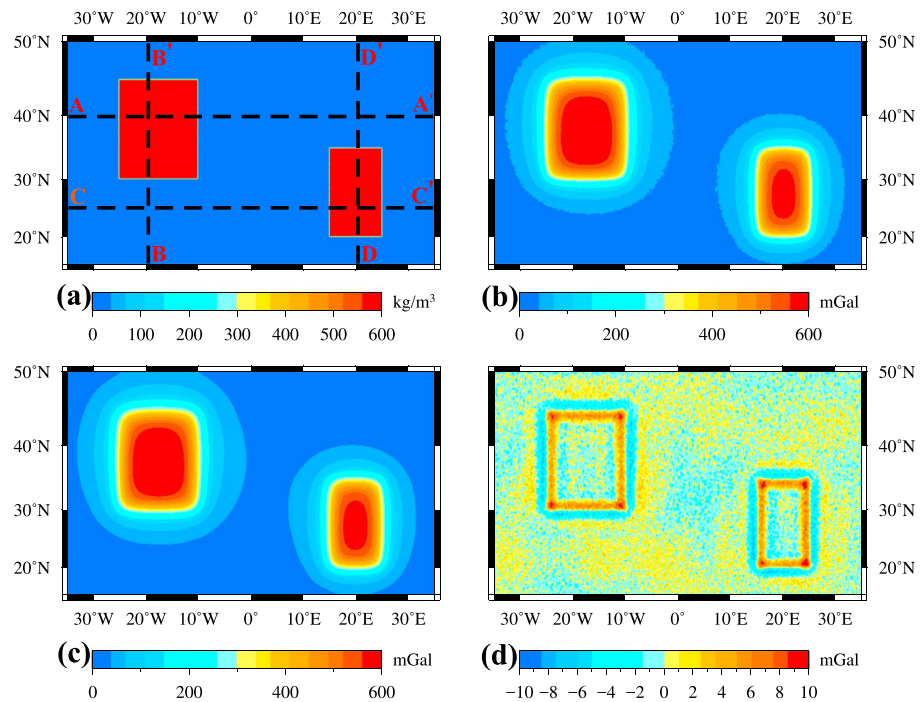 30˚W 20˚W 10˚W 0˚ 10˚E 20˚E 30˚E 30˚W 20˚W 10˚W 0˚ 10˚E 20˚E 30˚E
50˚N 50˚N
B' D'
A A'
40˚N 40˚N
30˚N 30˚N
C C'
20˚N 20˚N
B D
(a) kg/m³ (b) mGal
0 100 200 300 400 500 600 0 200 400 600
50˚N 50˚N
40˚N 40˚N
30˚N 30˚N
20˚N 20˚N
30˚W 20˚W 10˚W 0˚ 10˚E 20˚E 30˚E 30˚W 20˚W 10˚W 0˚ 10˚E 20˚E 30˚E
(c) mGal (d) mGal
0 200 400 600 −10 −8 −6 −4 −2 0 2 4 6 8 10